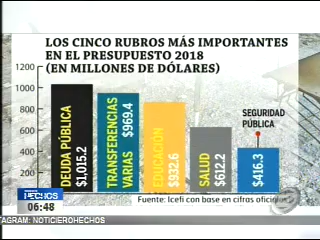 LOS CINCO RUBROS MÁS IMPORTANTES
EN EL PRESUPUESTO 2018
(EN MILLONES DE DÓLARES)
1200
1000
800
600
400
200
0
DEUDA PÚBLICA
$1,015.2
TRANSFERENCIAS
VARIAS $969.4
EDUCACIÓN
$932.6
SALUD
$612.2
SEGURIDAD
PÚBLICA
$416.3
Fuente: Icefi con base en cifras oficiales
HECHOS
06:48
TAGRAM: NOTICIEROHECHOS